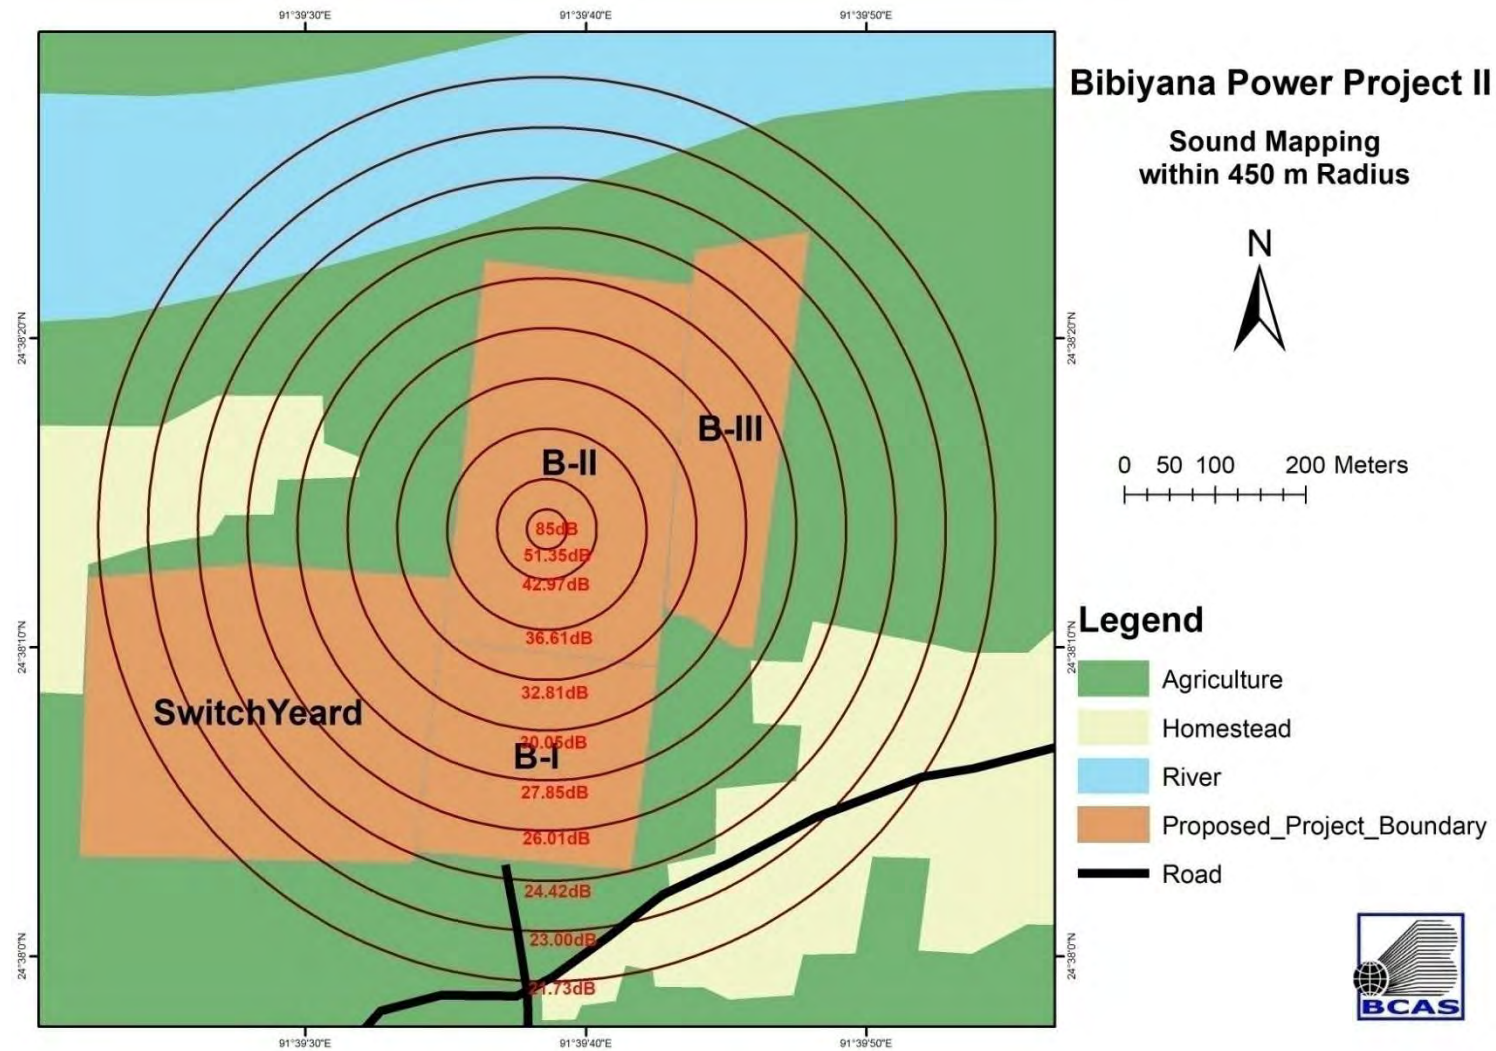 91°39'30"E
91°39'40"E
91°39'50"E
Bibiyana Power Project II
Sound Mapping
within 450 m Radius
N
24°38'20"N
24°38'20"N
B-III
B-II
0 50 100 200 Meters
85dB
51.35dB
42.97dB
36.61dB
24°38'10"N
24°38'10"N
32.81dB
SwitchYeard
30.05dB
B-I
27.85dB
26.01dB
24.42dB
23.00dB
21.73dB
24°38'0"N
24°38'0"N
Legend
Agriculture
Homestead
River
Proposed_Project_Boundary
Road
BCAS
91°39'30"E
91°39'40"E
91°39'50"E